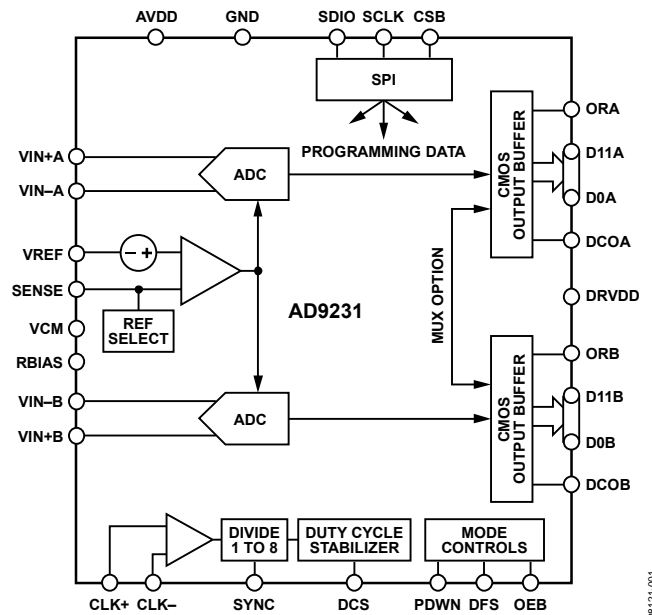 AVDD GND SDIO SCLK CSB
SPI
PROGRAMMING DATA
VIN+A
VIN–A
ADC
CMOS
OUTPUT BUFFER
ORA
D11A
D0A
DCOA
VREF
– +
SENSE
REF
SELECT
AD9231
MUX OPTION
DRVDD
VCM
RBIAS
VIN–B
VIN+B
ADC
CMOS
OUTPUT BUFFER
ORB
D11B
D0B
DCOB
DIVIDE
1 TO 8
DUTY CYCLE
STABILIZER
MODE
CONTROLS
CLK+ CLK– SYNC DCS PDWN DFS OEB